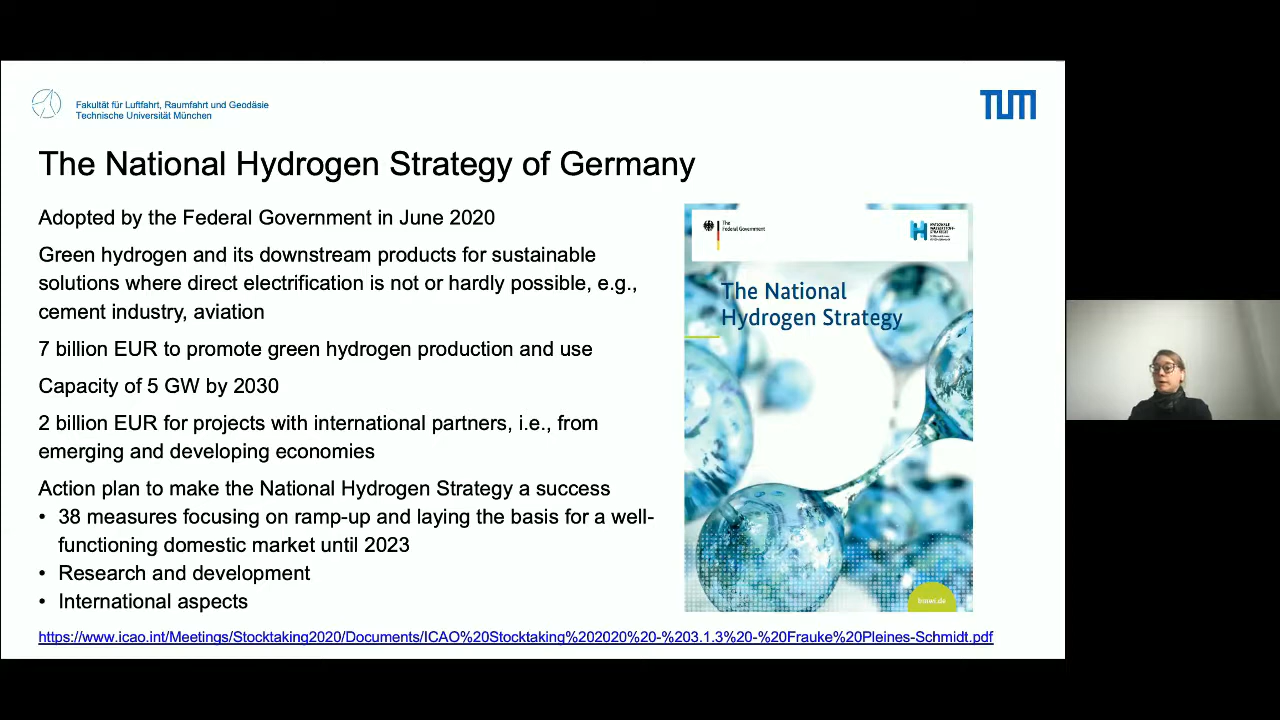 Fakultät für Luftfahrt, Raumfahrt und Geodäsie
Technische Universität München
TUM
The National Hydrogen Strategy of Germany
Adopted by the Federal Government in June 2020
Green hydrogen and its downstream products for sustainable
solutions where direct electrification is not or hardly possible, e.g.,
cement industry, aviation
7 billion EUR to promote green hydrogen production and use
Capacity of 5 GW by 2030
2 billion EUR for projects with international partners, i.e., from
emerging and developing economies
Action plan to make the National Hydrogen Strategy a success
• 38 measures focusing on ramp-up and laying the basis for a well-
functioning domestic market until 2023
• Research and development
• International aspects
The
Federal Government
NATIONALE
WASSERSTOFF-
STRATEGIE
The National
Hydrogen Strategy
bmwi.de
https://www.icao.int/Meetings/Stocktaking2020/Documents/ICAO%20Stocktaking%202020%20-%203.1.3%20-%20Frauke%20Pleines-Schmidt.pdf